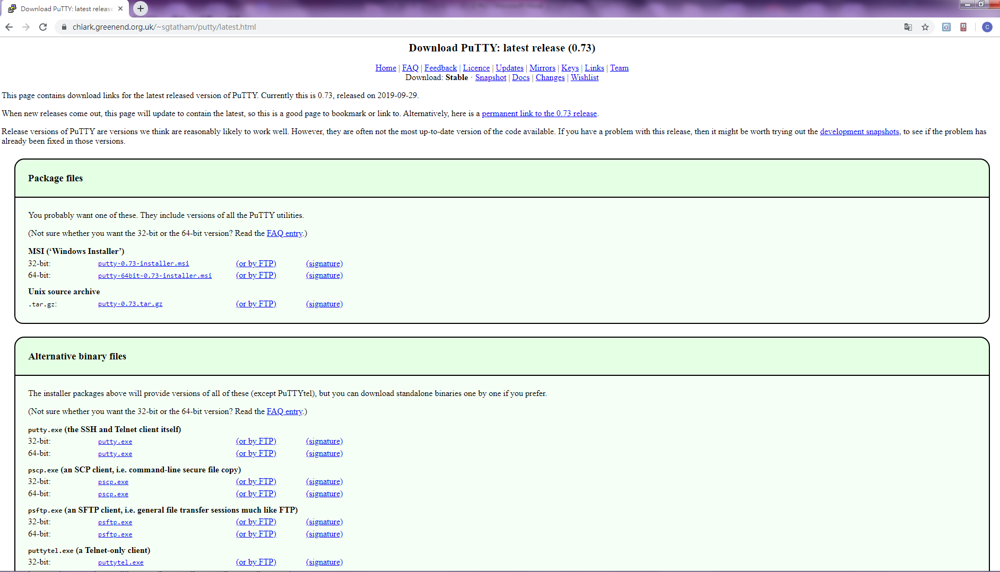 Download PuTTY: latest release
chiark.greenend.org.uk/~sgtatham/putty/latest.html
C
Download PuTTY: latest release (0.73)
Home | FAQ | Feedback | Licence | Updates | Mirrors | Keys | Links | Team
Download: Stable · Snapshot | Docs | Changes | Wishlist
This page contains download links for the latest released version of PuTTY. Currently this is 0.73, released on 2019-09-29.
When new releases come out, this page will update to contain the latest, so this is a good page to bookmark or link to. Alternatively, here is a permanent link to the 0.73 release.
Release versions of PuTTY are versions we think are reasonably likely to work well. However, they are often not the most up-to-date version of the code available. If you have a problem with this release, then it might be worth trying out the development snapshots, to see if the problem has
already been fixed in those versions.
Package files
You probably want one of these. They include versions of all the PuTTY utilities.
(Not sure whether you want the 32-bit or the 64-bit version? Read the FAQ entry.)
MSI (‘Windows Installer’)
32-bit: putty-0.73-installer.msi (or by FTP) (signature)
64-bit: putty-64bit-0.73-installer.msi (or by FTP) (signature)
Unix source archive
.tar.gz: putty-0.73.tar.gz (or by FTP) (signature)
Alternative binary files
The installer packages above will provide versions of all of these (except PuTTYtel), but you can download standalone binaries one by one if you prefer.
(Not sure whether you want the 32-bit or the 64-bit version? Read the FAQ entry.)
putty.exe (the SSH and Telnet client itself)
32-bit: putty.exe (or by FTP) (signature)
64-bit: putty.exe (or by FTP) (signature)
pscp.exe (an SCP client, i.e. command-line secure file copy)
32-bit: pscp.exe (or by FTP) (signature)
64-bit: pscp.exe (or by FTP) (signature)
psftp.exe (an SFTP client, i.e. general file transfer sessions much like FTP)
32-bit: psftp.exe (or by FTP) (signature)
64-bit: psftp.exe (or by FTP) (signature)
puttytel.exe (a Telnet-only client)
32-bit: puttytel.exe (or by FTP) (signature)